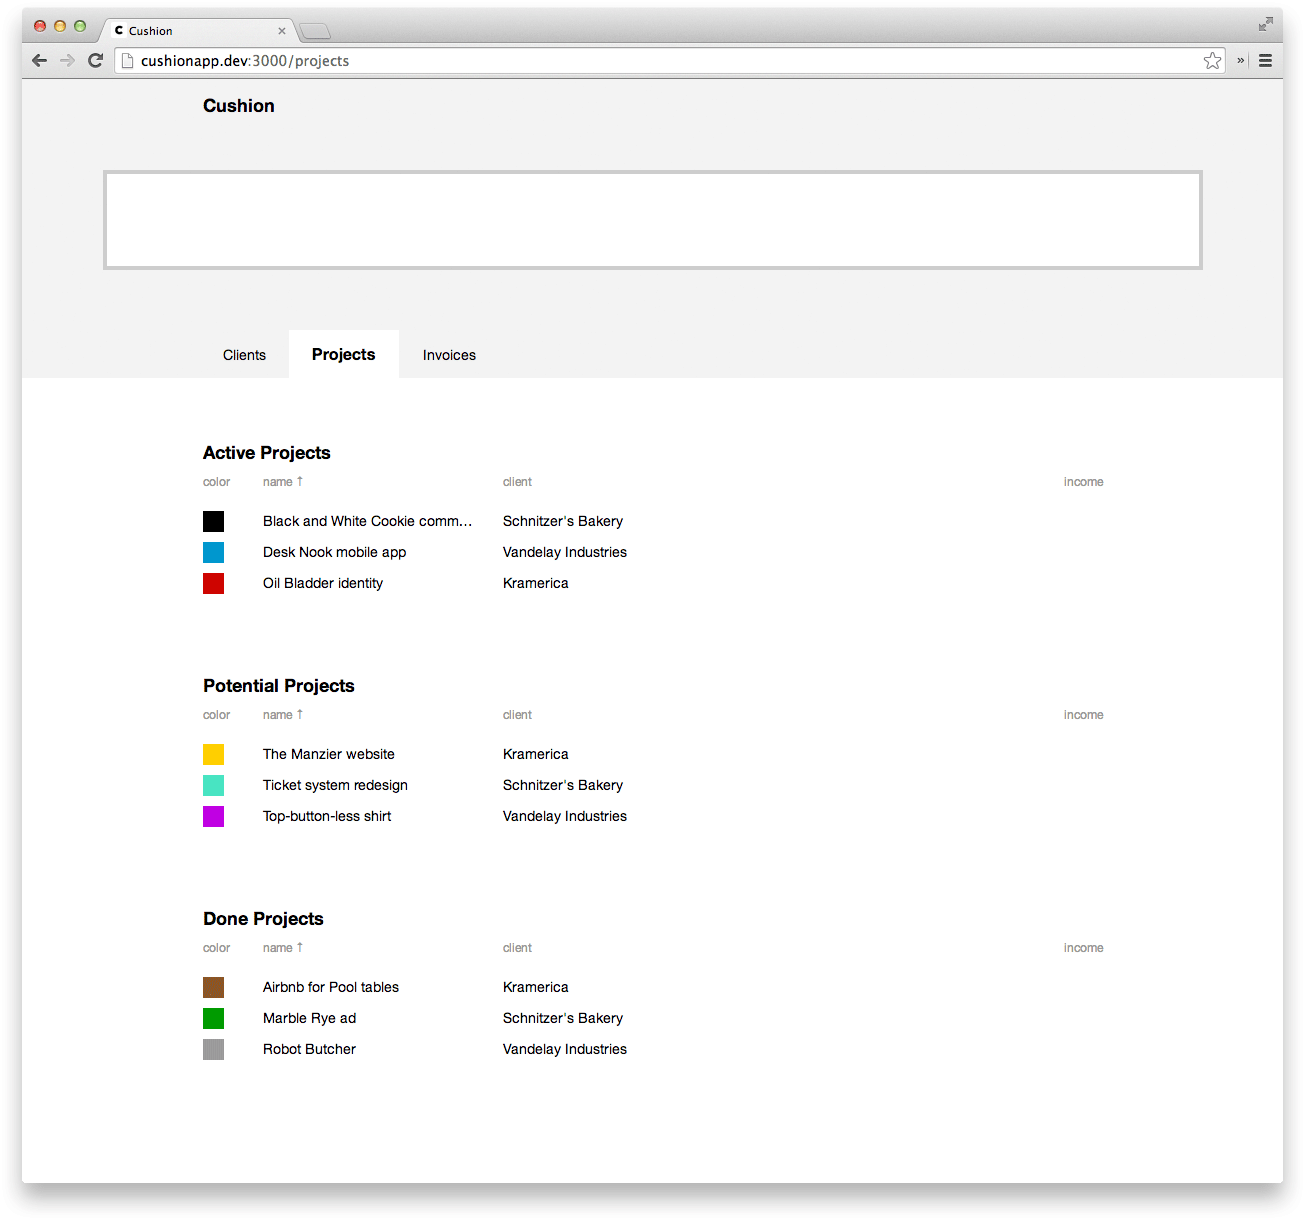 Cushion
cushionapp.dev:3000/projects
Cushion
Clients Projects Invoices
Active Projects
color name ↑ client income
Black and White Cookie comm... Schnitzer's Bakery
Desk Nook mobile app Vandelay Industries
Oil Bladder identity Kramerica
Potential Projects
color name ↑ client income
The Manzier website Kramerica
Ticket system redesign Schnitzer's Bakery
Top-button-less shirt Vandelay Industries
Done Projects
color name ↑ client income
Airbnb for Pool tables Kramerica
Marble Rye ad Schnitzer's Bakery
Robot Butcher Vandelay Industries